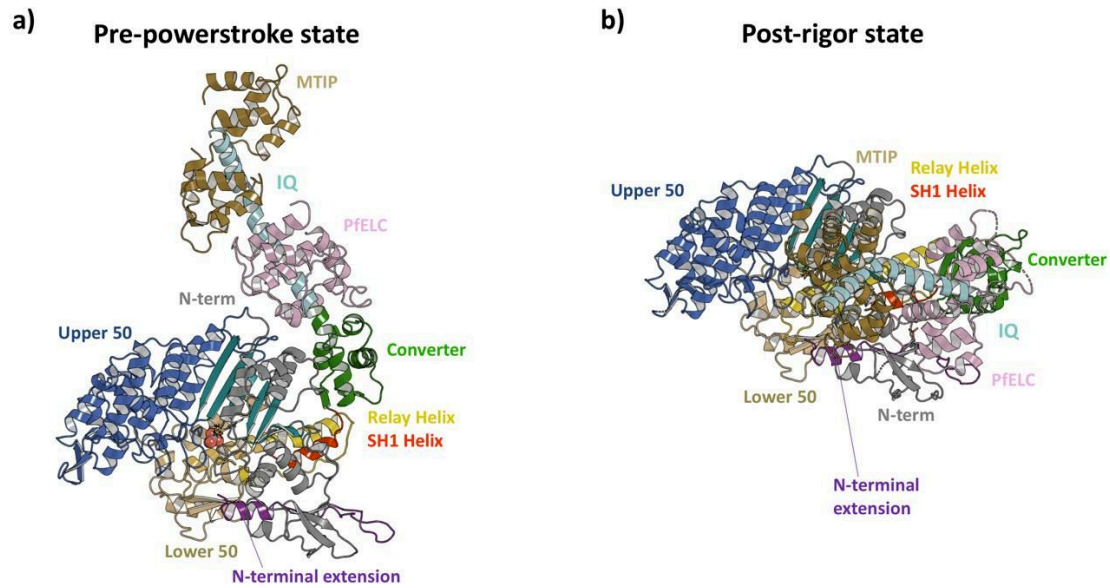 a)
Pre-powerstroke state
MTIP
IQ
PfELC
N-term
Upper 50
Converter
Relay Helix
SH1 Helix
Lower 50
N-terminal extension
b)
Post-rigor state
MTIP
Relay Helix
SH1 Helix
Upper 50
Converter
IQ
PfELC
Lower 50
N-term
N-terminal
extension